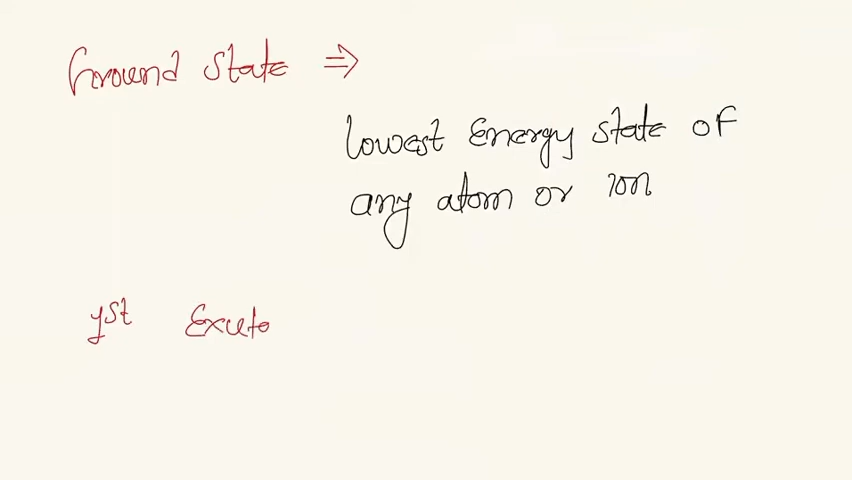 Ground State ⇒
lowest energy state of
any atom or ion
1st Excite